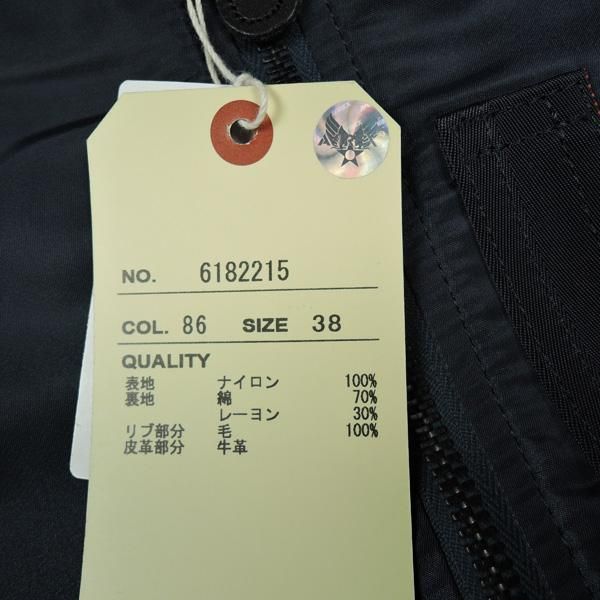 NO. 6182215
COL. 86 SIZE 38
QUALITY
表地 ナイロン 100%
裏地 綿 70%
レーヨン 30%
リブ部分 毛 100%
皮革部分 牛革